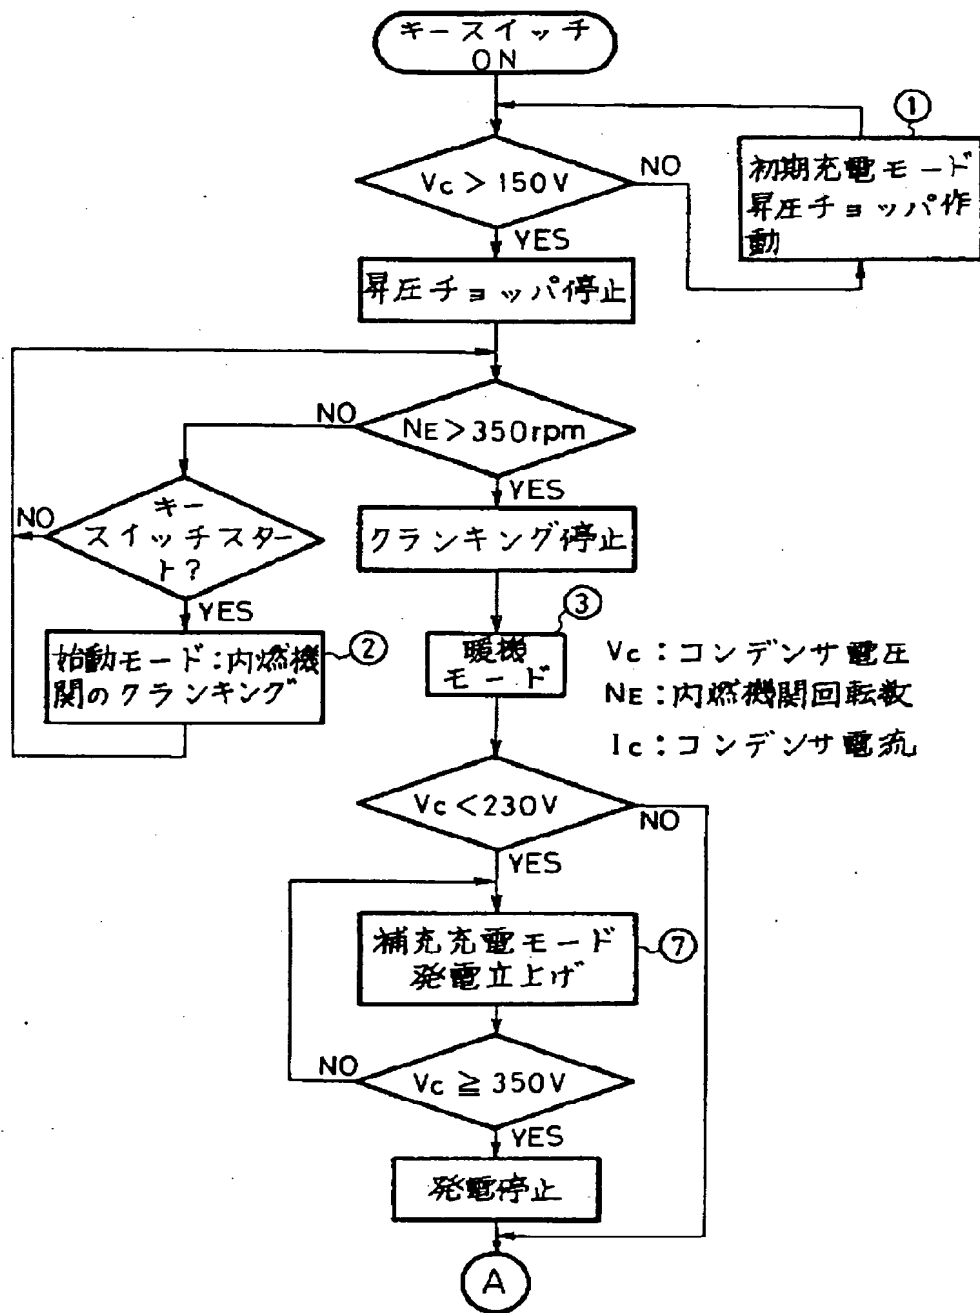 キースイッチ
ON
①
Vc > 150V
NO
初期充電モード
昇圧チョッパ作
動
YES
昇圧チョッパ停止
NO
NE > 350rpm
YES
キー
スイッチスター
ト?
NO
クランキング停止
YES
③
②
始動モード:内燃機
関のクランキング
暖機
モード
Vc:コンデンサ電圧
NE:内燃機関回転数
Ic:コンデンサ電流
Vc < 230V
NO
YES
補充充電モード
発電立上げ
⑦
NO
Vc ≧ 350V
YES
発電停止
A